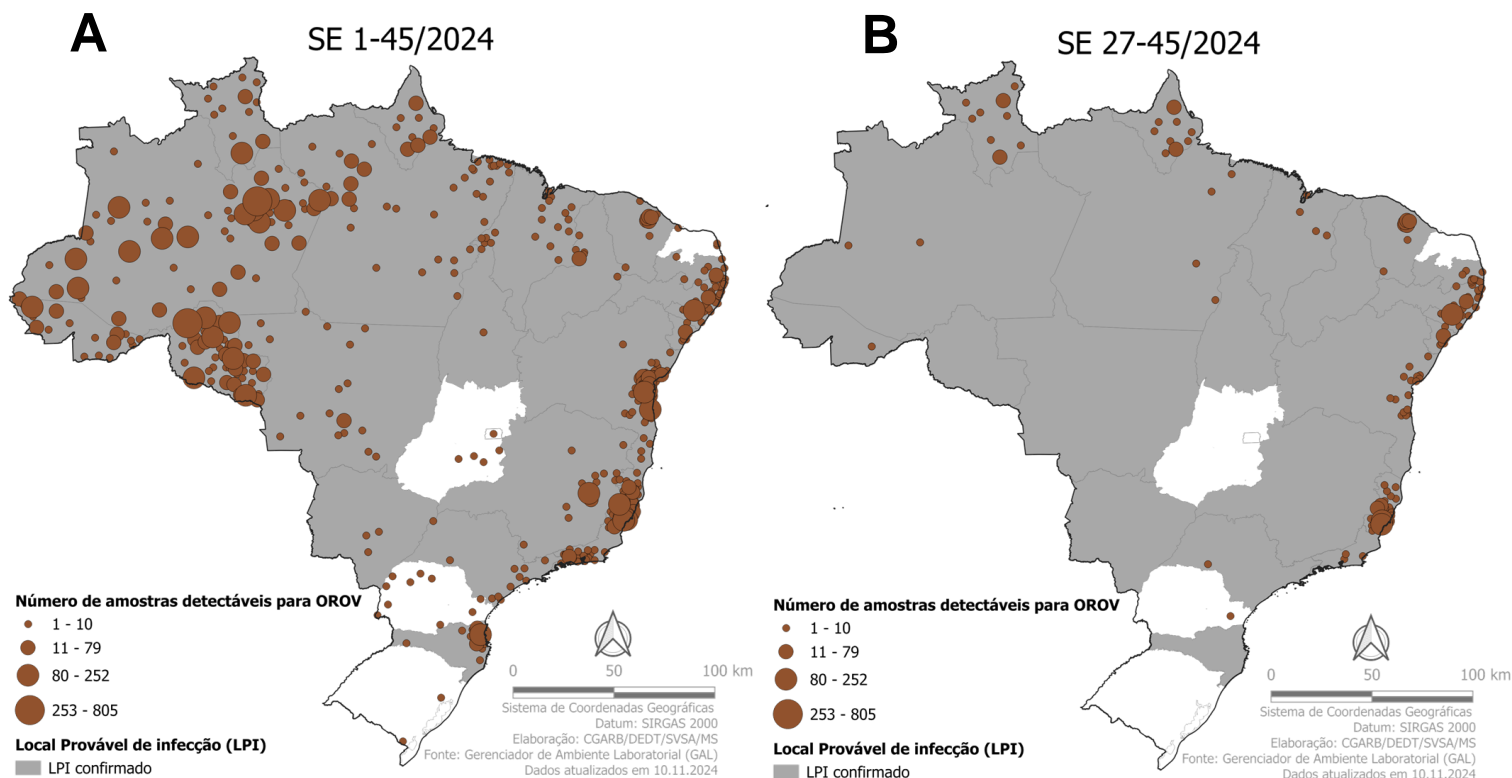 A
SE 1-45/2024
Número de amostras detectáveis para OROV
1 - 10
11 - 79
80 - 252
253 - 805
Local Provável de infecção (LPI)
LPI confirmado
0 50 100 km
Sistema de Coordenadas Geográficas
Datum: SIRGAS 2000
Elaboração: CGARB/DEDT/SVSA/MS
Fonte: Gerenciador de Ambiente Laboratorial (GAL)
Dados atualizados em 10.11.2024
B
SE 27-45/2024
Número de amostras detectáveis para OROV
1 - 10
11 - 79
80 - 252
253 - 805
Local Provável de infecção (LPI)
LPI confirmado
0 50 100 km
Sistema de Coordenadas Geográficas
Datum: SIRGAS 2000
Elaboração: CGARB/DEDT/SVSA/MS
Fonte: Gerenciador de Ambiente Laboratorial (GAL)
Dados atualizados em 10.11.2024